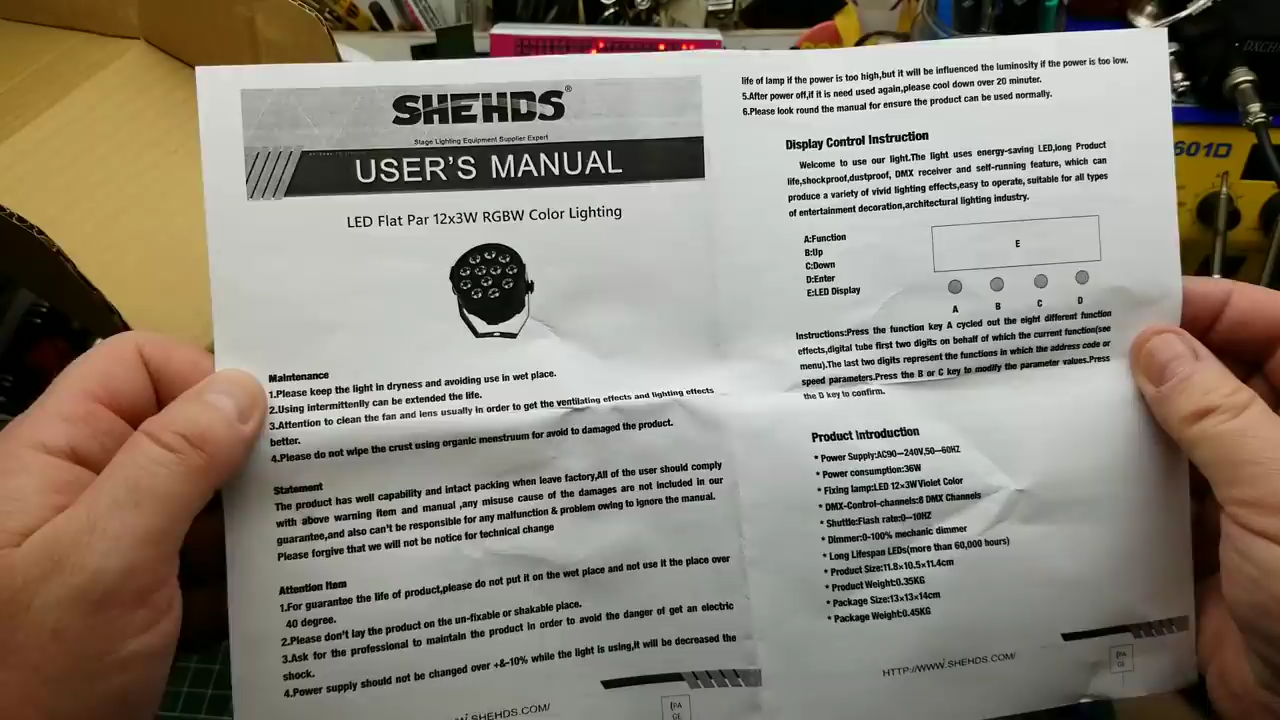 SHEHDS®
Stage Lighting Equipment Supplier Expert
USER'S MANUAL
LED Flat Par 12x3W RGBW Color Lighting
Maintenance
1.Please keep the light in dryness and avoiding use in wet place.
2.Using intermittenlly can be extended the life.
3.Attention to clean the fan and lens usually in order to get the ventilating effects and lighting effects
better.
4.Please do not wipe the crust using organic menstruum for avoid to damaged the product.
Statement
The product has well capability and intact packing when leave factory,All of the user should comply
with above warning item and manual ,any misuse cause of the damages are not included in our
guarantee,and also can't be responsible for any malfunction & problem owing to ignore the manual.
Please forgive that we will not be notice for technical change
Attention Item
1.For guarantee the life of product,please do not put it on the wet place and not use it the place over
40 degree.
2.Please don't lay the product on the un-fixable or shakable place.
3.Ask for the professional to maintain the product in order to avoid the danger of get an electric
shock.
4.Power supply should not be changed over +&-10% while the light is using,it will be decreased the
SHEHDS.COM/
(PA
GE
life of lamp if the power is too high,but it will be influenced the luminosity if the power is too low.
5.After power off,if it is need used again,please cool down over 20 minuter.
6.Please look round the manual for ensure the product can be used normally.
Display Control Instruction
Welcome to use our light.The light uses energy-saving LED,long Product
life,shockproof,dustproof, DMX receiver and self-running feature, which can
produce a variety of vivid lighting effects,easy to operate, suitable for all types
of entertainment decoration,architectural lighting industry.
A:Function
B:Up
C:Down
D:Enter
E:LED Display
E
A B C D
Instructions:Press the function key A cycled out the eight different function
effects,digital tube first two digits on behalf of which the current function(see
menu).The last two digits represent the functions in which the address code or
speed parameters.Press the B or C key to modify the parameter values.Press
the D key to confirm.
Product Introduction
* Power Supply:AC90—240V,50—60HZ
* Power consumption:36W
* Fixing lamp:LED 12×3W Violet Color
* DMX-Control-channels:8 DMX Channels
* Shuttle:Flash rate:0—10HZ
* Dimmer:0-100% mechanic dimmer
* Long Lifespan LEDs(more than 60,000 hours)
* Product Size:11.8×10.5×11.4cm
* Product Weight:0.35KG
* Package Size:13×13×14cm
* Package Weight:0.45KG
HTTP://WWW.SHEHDS.COM/
(PA
GE
601D